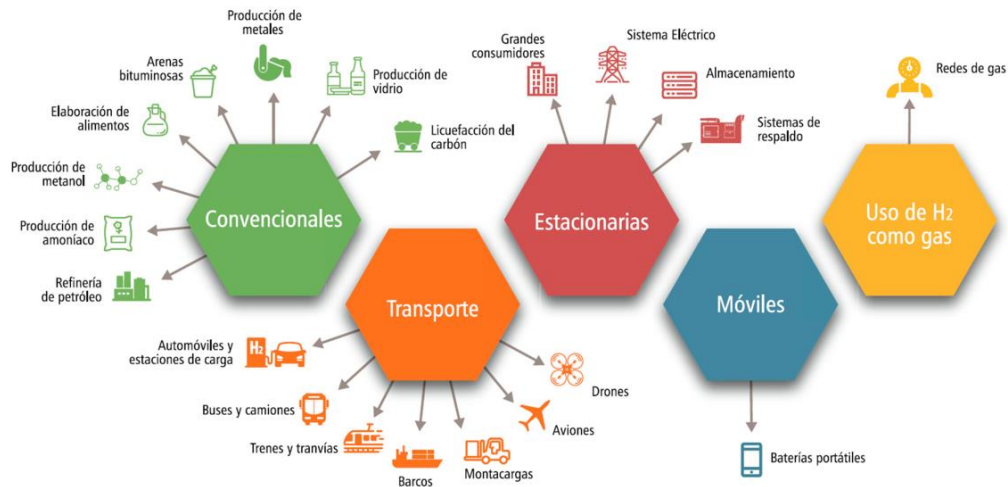 Producción de
metales
Arenas
bituminosas
Producción de
vidrio
Elaboración de
alimentos
Licuefacción del
carbón
Producción de
metanol
Producción de
amoníaco
Refinería
de petróleo
Convencionales
Grandes
consumidores
Sistema Eléctrico
Almacenamiento
Sistemas de
respaldo
Estacionarias
Redes de gas
Uso de H2
como gas
Transporte
Automóviles y
estaciones de carga
H2
Buses y camiones
Trenes y tranvías
Barcos
Montacargas
Aviones
Drones
Móviles
Baterías portátiles